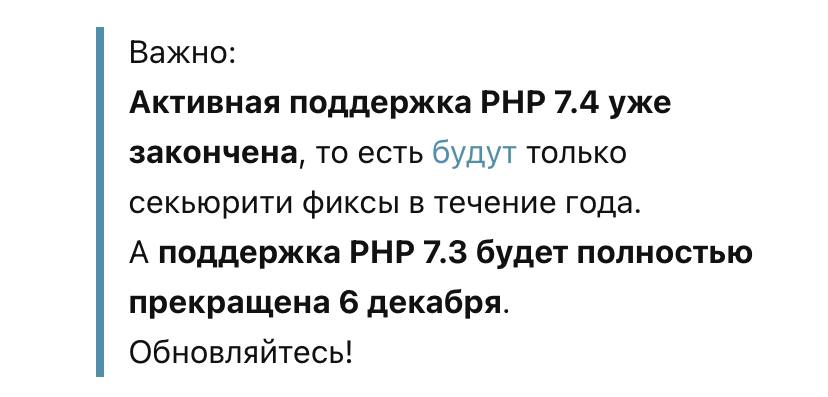 Важно:
Активная поддержка PHP 7.4 уже
закончена, то есть будут только
секьюрити фиксы в течение года.
А поддержка PHP 7.3 будет полностью
прекращена 6 декабря.
Обновляйтесь!